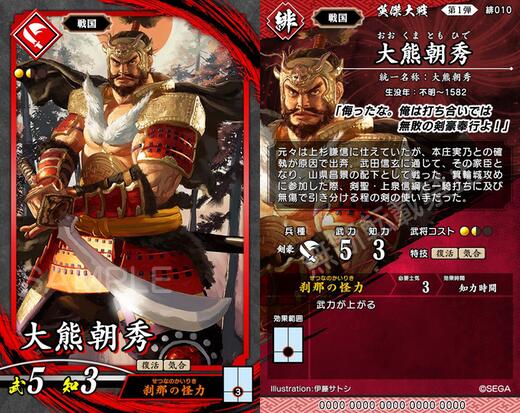 戦国
SAMPLE
大熊朝秀
復活 気合
武5 知3
せつなのかいりき
刹那の怪力
3
緋
戦国
英傑大戦
第1弾
緋010
おお くま とも ひで
大熊朝秀
統一名称：大熊朝秀
生没年：不明～1582
「侮ったな。俺は打ち合いでは
無敗の剣豪奉行よ！」
元々は上杉謙信に仕えていたが、本庄実乃との確
執が原因で出奔。武田信玄に通じて、その家臣と
なり、山県昌景の配下として戦った。箕輪城攻め
に参加した際、剣聖・上泉信綱と一騎打ちに及び
無傷で引き分ける程の剣の使い手だった。
兵種 武力 知力 武将コスト
剣豪 5 3 特技 復活 気合
せつなのかいりき
刹那の怪力
必要士気
3
効果時間
知力時間
効果範囲
武力が上がる
Illustration：伊藤サトシ
©SEGA
0000-0000-0000-0000-0000